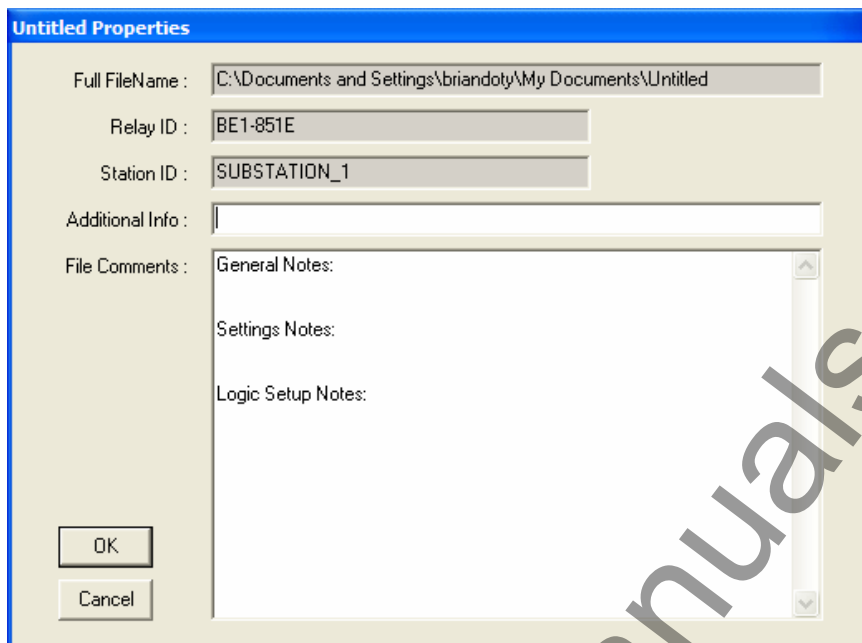 Untitled Properties
Full FileName : C:\Documents and Settings\briandoty\My Documents\Untitled
Relay ID : BE1-851E
Station ID : SUBSTATION_1
Additional Info :
File Comments : General Notes:
Settings Notes:
Logic Setup Notes:
OK
Cancel
nuals